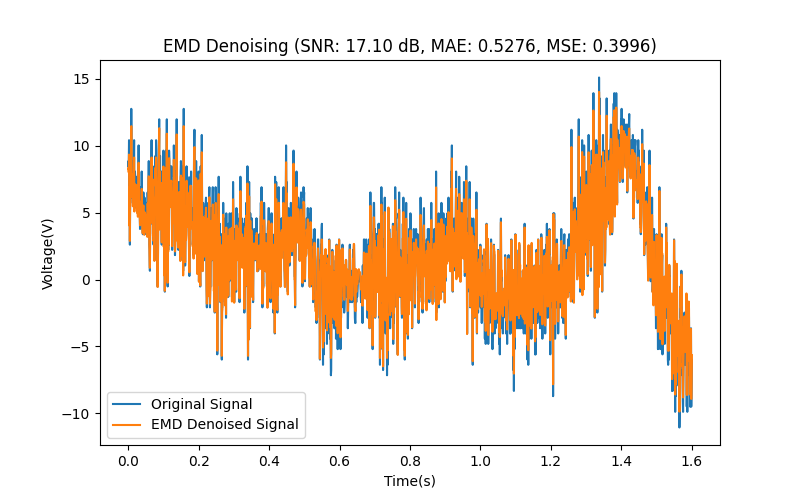 EMD Denoising (SNR: 17.10 dB, MAE: 0.5276, MSE: 0.3996)
15
10
5
0
−5
−10
Voltage(V)
Original Signal
EMD Denoised Signal
0.0 0.2 0.4 0.6 0.8 1.0 1.2 1.4 1.6
Time(s)